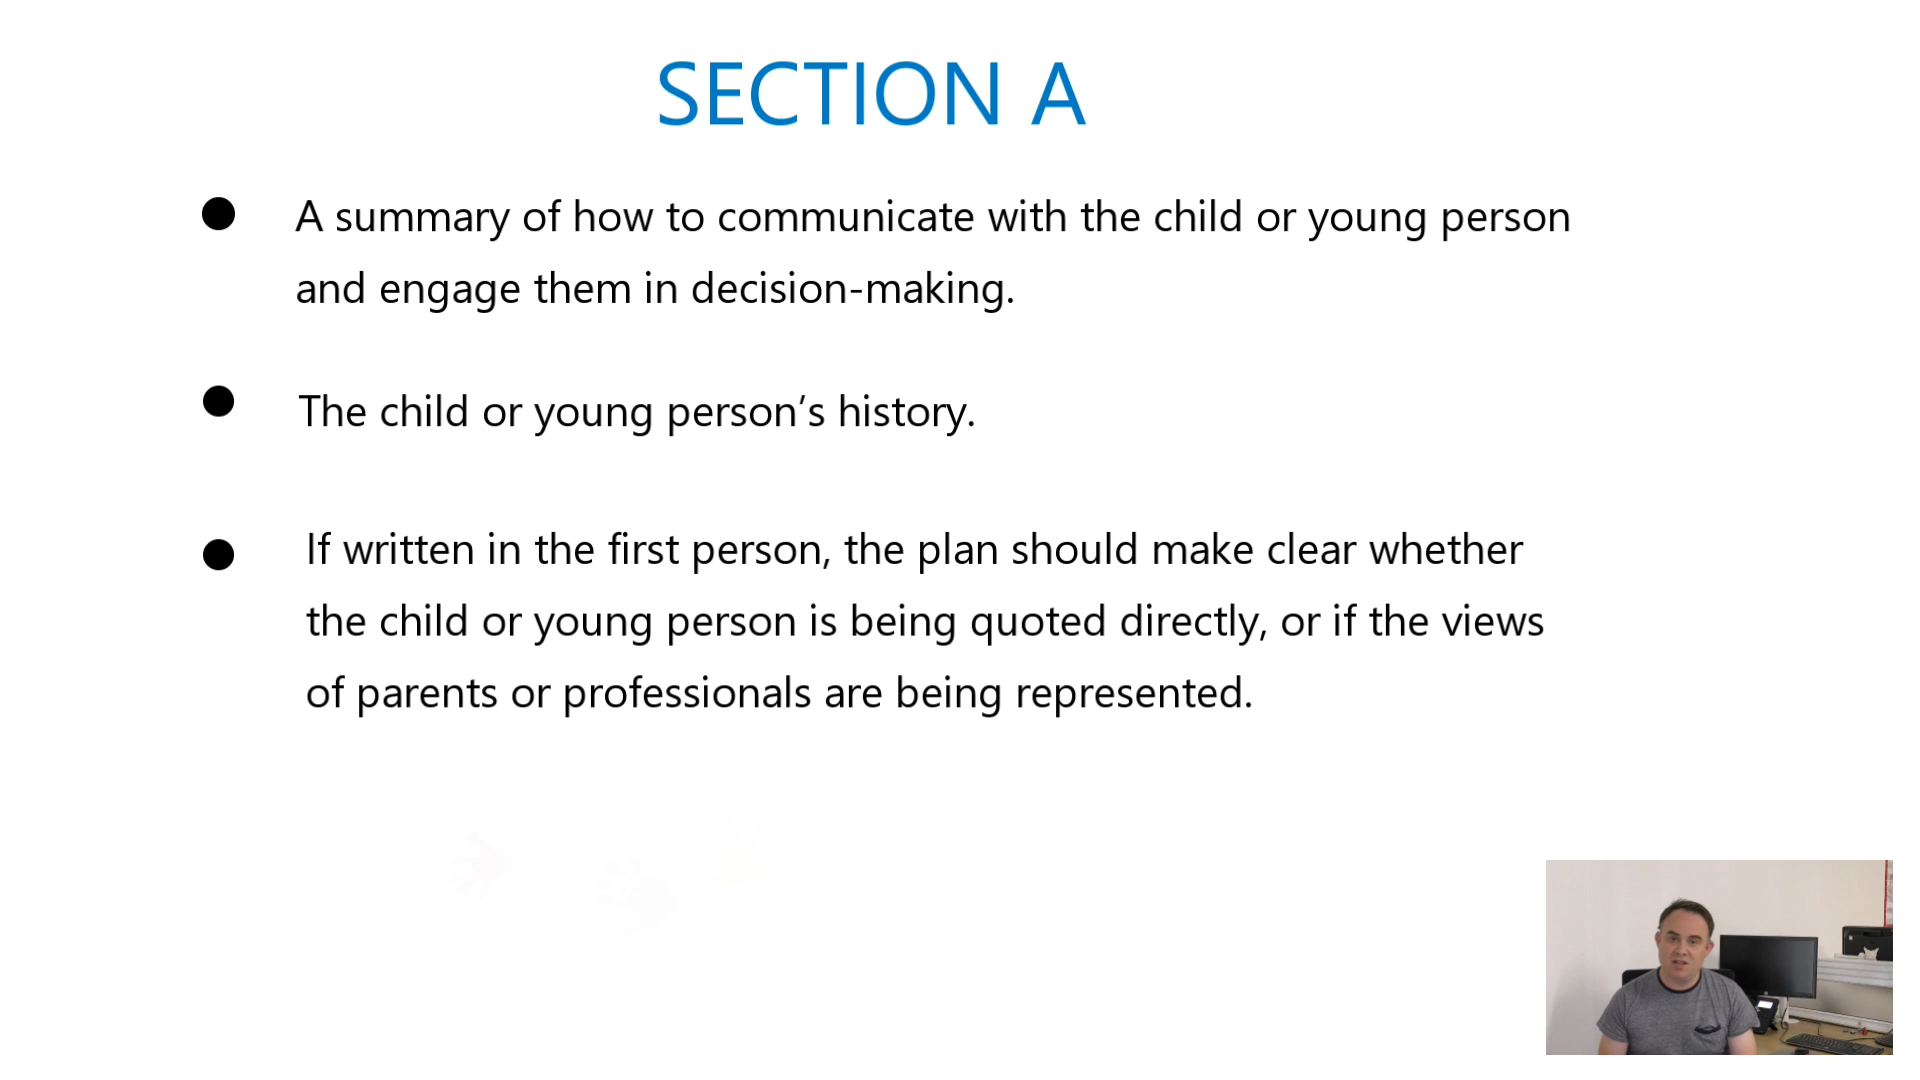 SECTION A
● A summary of how to communicate with the child or young person
and engage them in decision-making.
● The child or young person’s history.
● If written in the first person, the plan should make clear whether
the child or young person is being quoted directly, or if the views
of parents or professionals are being represented.